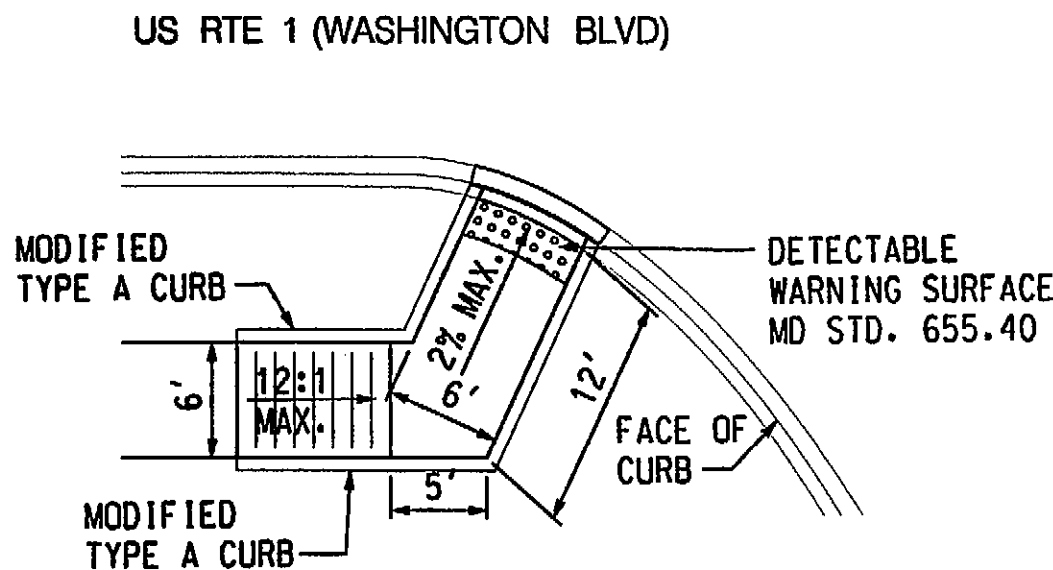 US RTE 1 (WASHINGTON BLVD)
MODIFIED
TYPE A CURB
DETECTABLE
WARNING SURFACE
MD STD. 655.40
2% MAX.
12:1
MAX.
6'
6'
12'
FACE OF
CURB
5'
MODIFIED
TYPE A CURB